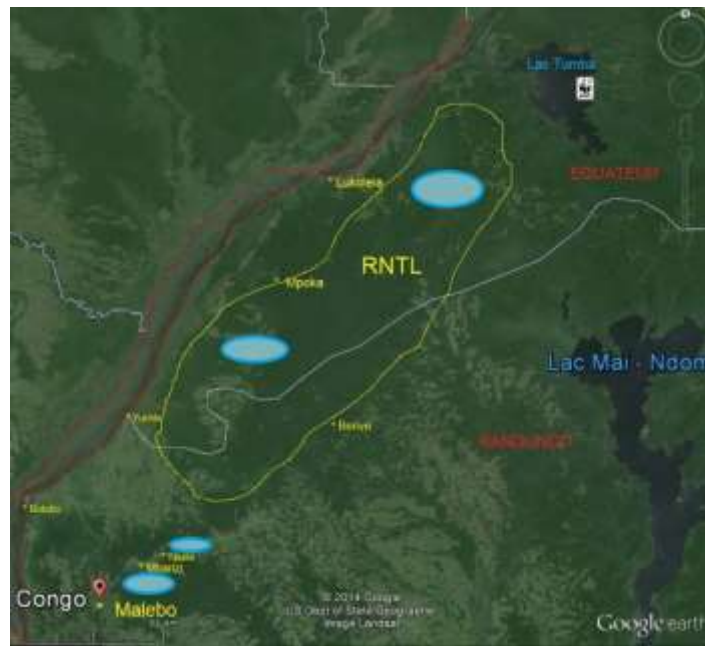 Lac Tumba
EQUATEUR
Lukolela
RNTL
Mpoka
Lac Mai - Ndom
Yumbi
BANDUNDU
Bolobo
Congo
Malebo
© 2014 Google
US Dept of State Geographer
Image Landsat
Google earth